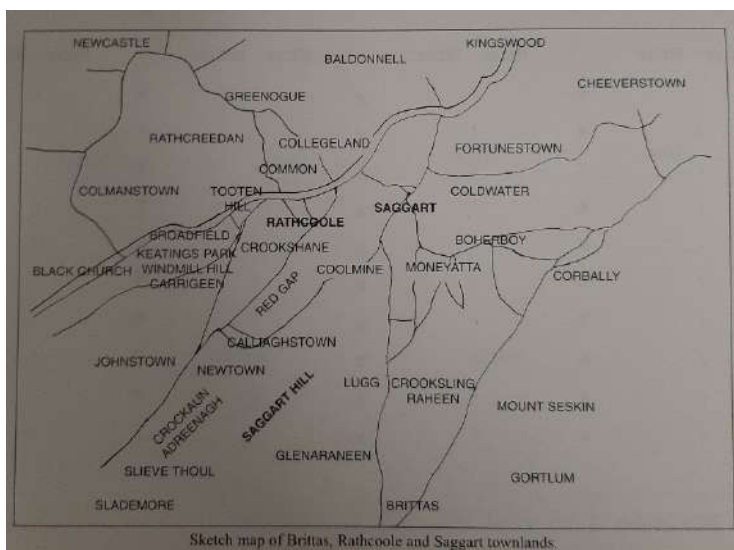 NEWCASTLE
KINGSWOOD
BALDONNELL
CHEEVERSTOWN
GREENOGUE
RATHCREEDAN
COLLEGELAND
FORTUNESTOWN
COMMON
COLMANSTOWN
TOOTEN
HILL
COLDWATER
SAGGART
RATHCOOLE
BROADFIELD
CROOKSHANE
BOHERBOY
KEATINGS PARK
BLACK CHURCH
WINDMILL HILL
COOLMINE
MONEYATTA
CORBALLY
CARRIGEEN
RED GAP
CALLIAGHSTOWN
JOHNSTOWN
NEWTOWN
LUGG
CROOKSLING
RAHEEN
SAGGART HILL
MOUNT SESKIN
CROCKAUN
ADREENAGH
GLENARANEEN
SLIEVE THOUL
GORTLUM
SLADEMORE
BRITTAS
Sketch map of Brittas, Rathcoole and Saggart townlands.